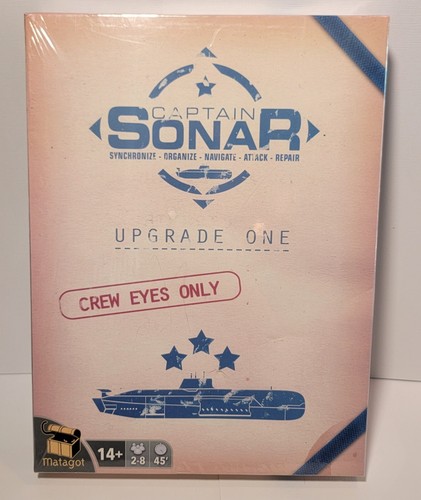 CAPTAIN
SONAR
SYNCHRONIZE - ORGANIZE - NAVIGATE - ATTACK - REPAIR
UPGRADE ONE
CREW EYES ONLY
matagot
14+
2-8
45'